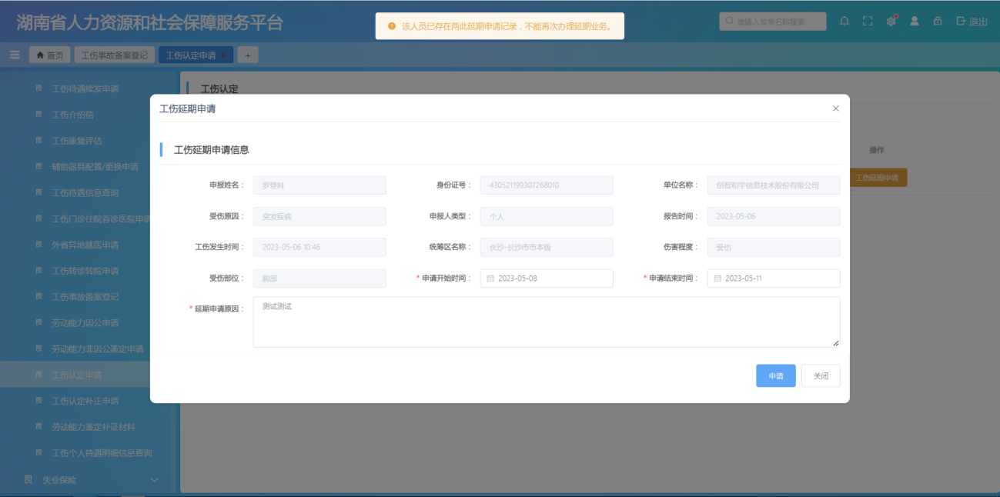 湖南省人力资源和社会保障服务平台
该人员已存在两此延期申请记录，不能再次办理延期业务。
请输入菜单名称搜索
退出
首页
工伤事故备案登记
工伤认定申请
+
工伤待遇续发申请
工伤介绍信
工伤康复评估
辅助器具配置/更换申请
工伤待遇信息查询
工伤门诊住院首诊医院申请
外省异地就医申请
工伤转诊转院申请
工伤事故备案登记
劳动能力因公申请
劳动能力非因公鉴定申请
工伤认定申请
工伤认定补正申请
劳动能力鉴定补证材料
工伤个人待遇明细信息查询
失业保险
工伤认定
操作
工伤延期申请
工伤延期申请
×
工伤延期申请信息
申报姓名： 罗登科 身份证号： 430521199307268010 单位名称： 创智和宇信息技术股份有限公司
受伤原因： 突发疾病 申报人类型： 个人 报告时间： 2023-05-06
工伤发生时间： 2023-05-06 10:46 统筹区名称： 长沙-长沙市市本级 伤害程度： 受伤
受伤部位： 胸部 * 申请开始时间： 2023-05-08 * 申请结束时间： 2023-05-11
* 延期申请原因： 测试测试
申请 关闭